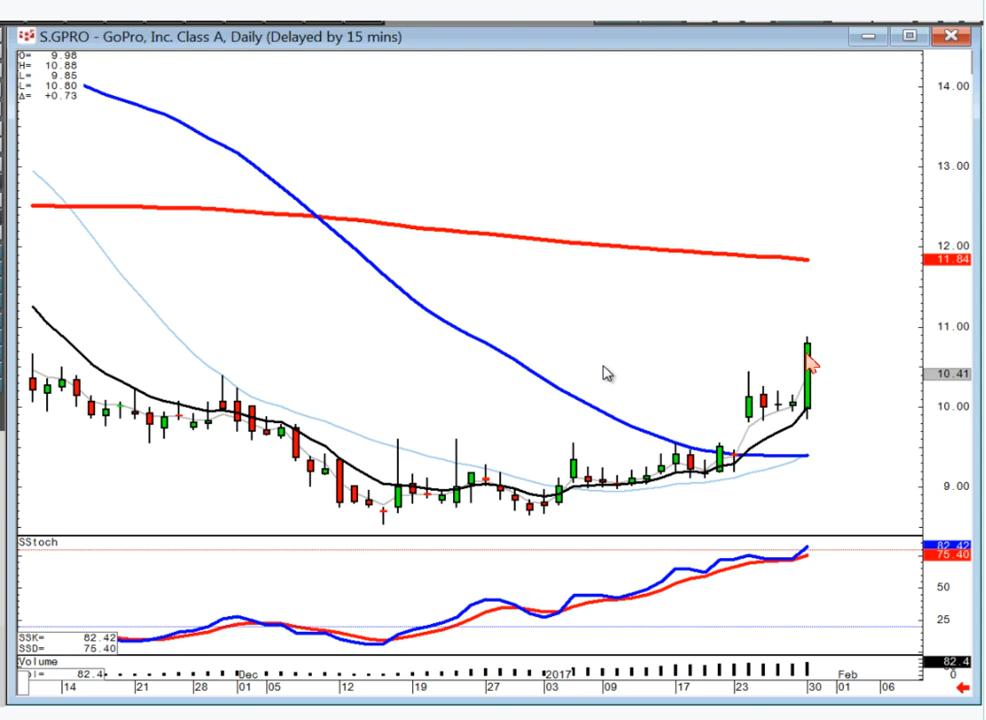 S.GPRO - GoPro, Inc. Class A, Daily (Delayed by 15 mins)
O= 9.98
H= 10.88
L= 9.85
L= 10.80
Δ= +0.73
14.00
13.00
12.00
11.84
11.00
10.41
10.00
9.00
SStoch
82.42
75.40
50
25
SSK= 82.42
SSD= 75.40
Volume
82.4
82.4
0
14 21 28 Dec 01 05 12 19 27 2017 03 09 17 23 30 Feb 01 06